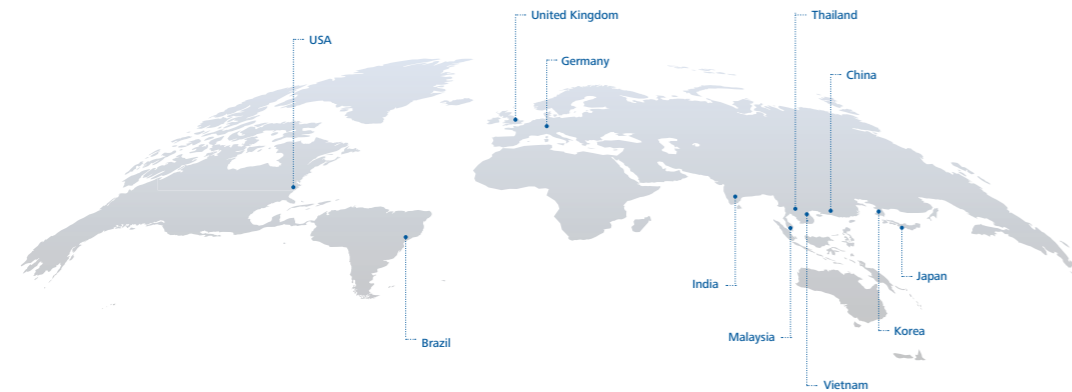 United Kingdom
Thailand
USA
Germany
China
Japan
India
Korea
Malaysia
Brazil
Vietnam